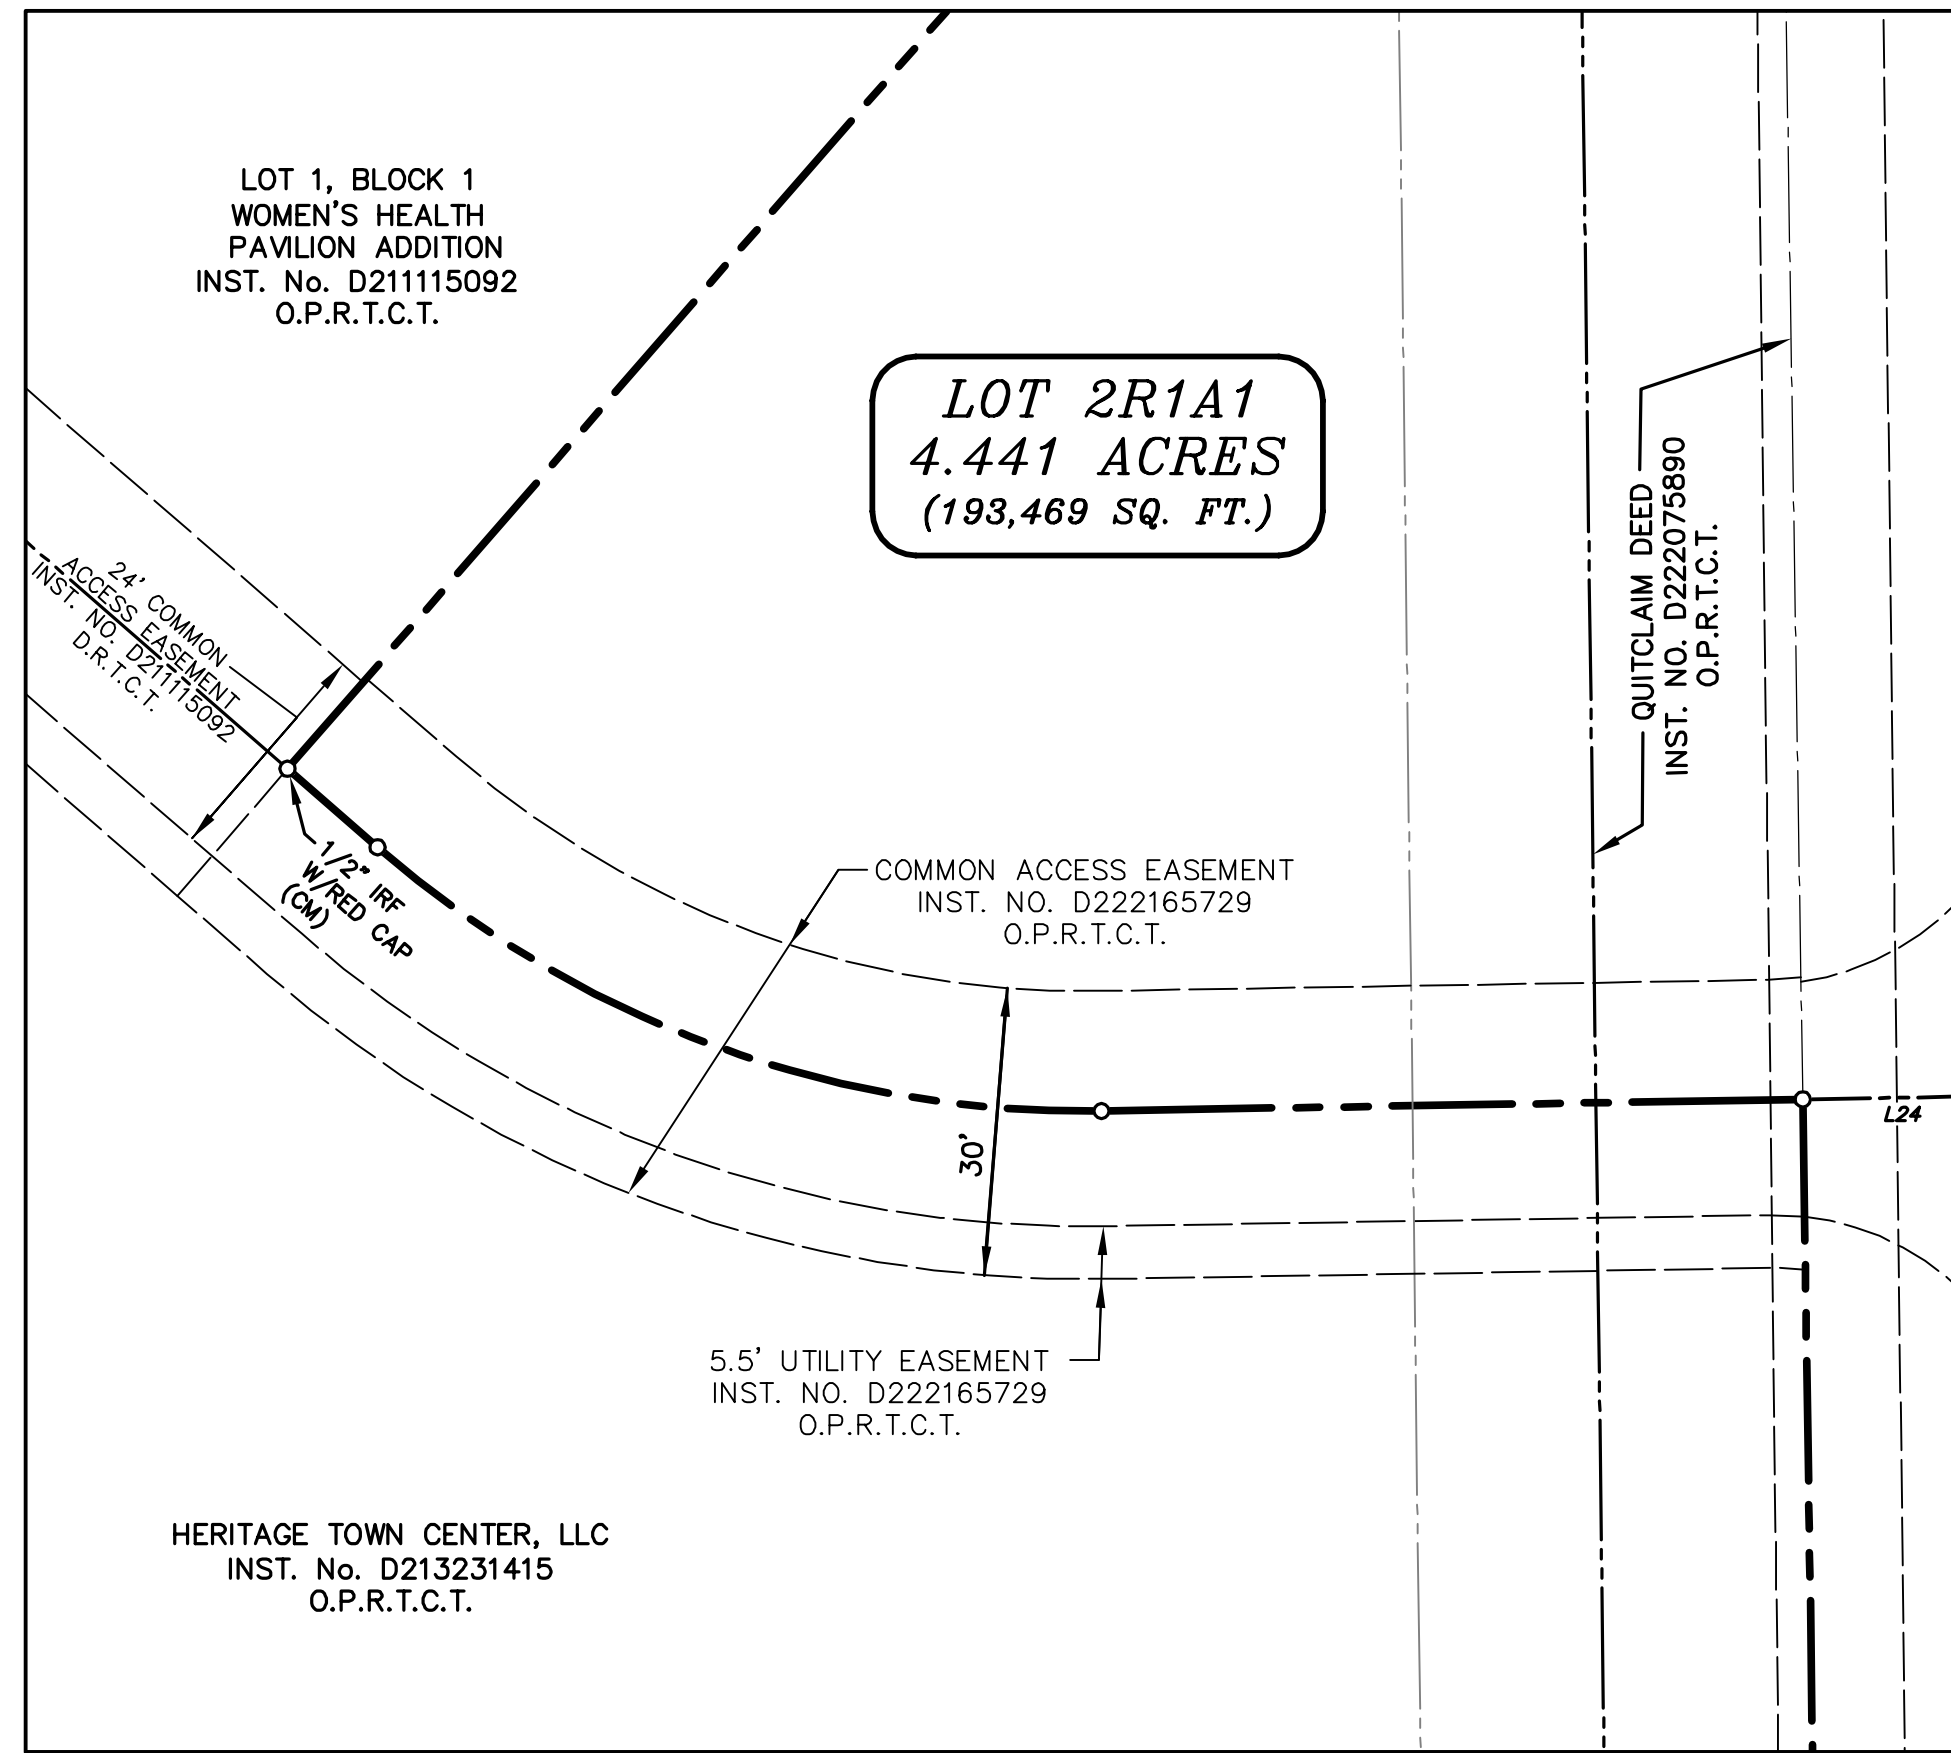 LOT 1, BLOCK 1
WOMEN'S HEALTH
PAVILION ADDITION
INST. No. D211115092
O.P.R.T.C.T.
LOT 2R1A1
4.441 ACRES
(193,469 SQ. FT.)
QUITCLAIM DEED
INST. NO. D222075890
O.P.R.T.C.T.
24' COMMON
ACCESS EASEMENT
INST. NO. D211115092
D.R.T.C.T.
1/2" IRF
W/RED CAP
(CM)
COMMON ACCESS EASEMENT
INST. NO. D222165729
O.P.R.T.C.T.
L24
30'
5.5' UTILITY EASEMENT
INST. NO. D222165729
O.P.R.T.C.T.
HERITAGE TOWN CENTER, LLC
INST. No. D213231415
O.P.R.T.C.T.